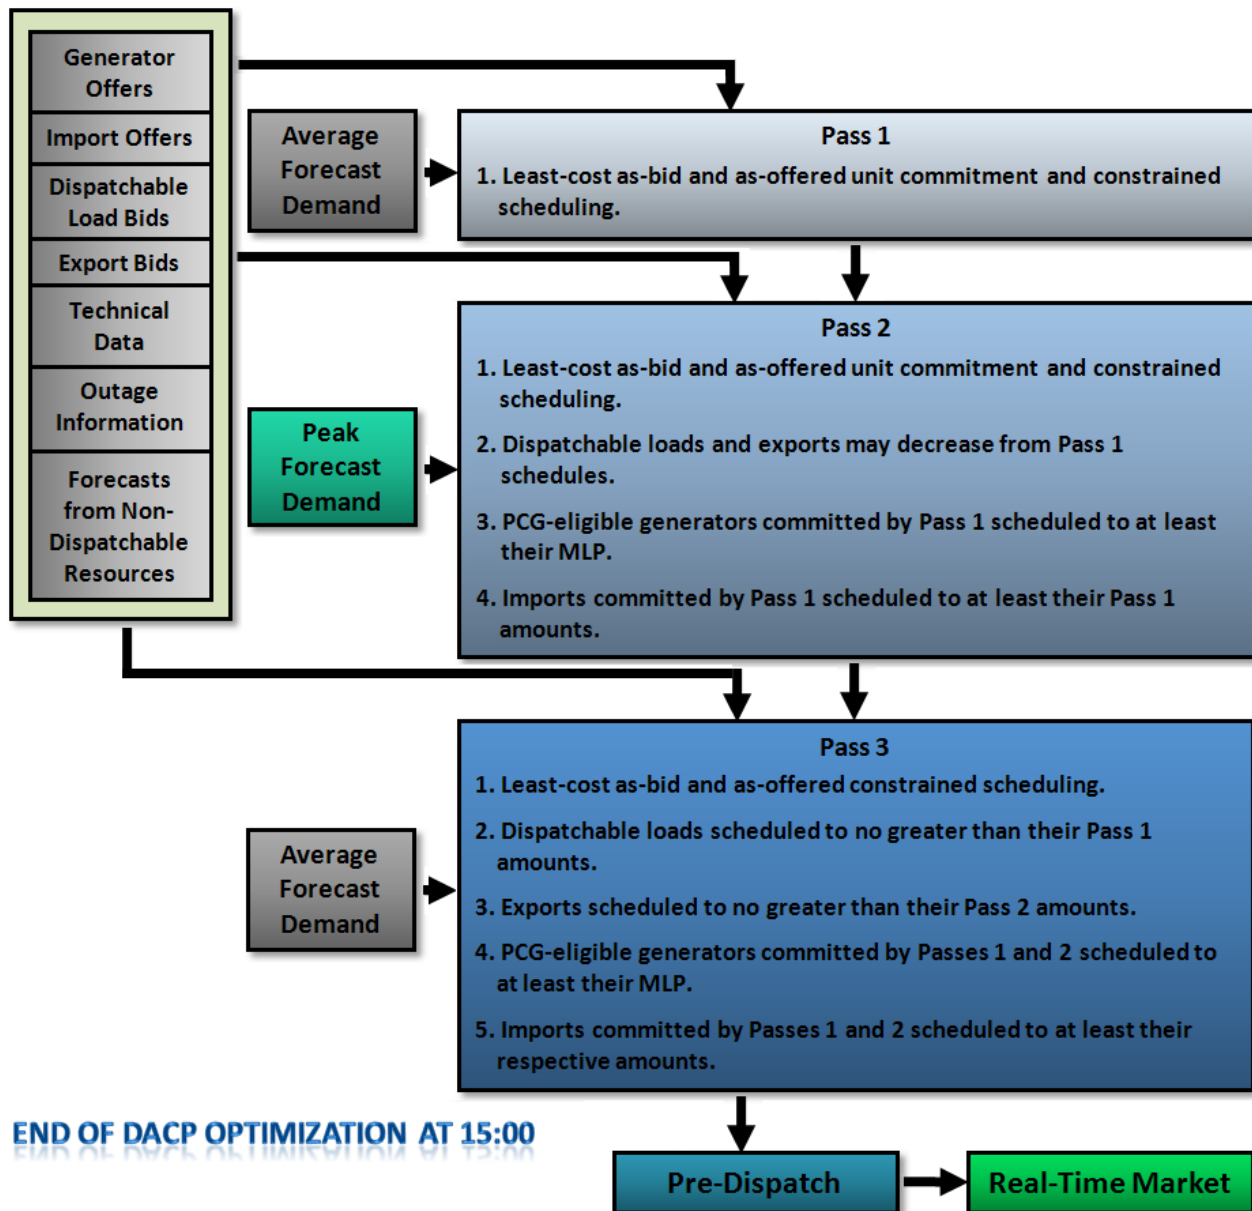 Generator
Offers
Import Offers
Dispatchable
Load Bids
Export Bids
Technical
Data
Outage
Information
Forecasts
from Non-
Dispatchable
Resources
Average
Forecast
Demand
Pass 1
1. Least-cost as-bid and as-offered unit commitment and constrained
scheduling.
Peak
Forecast
Demand
Pass 2
1. Least-cost as-bid and as-offered unit commitment and constrained
scheduling.
2. Dispatchable loads and exports may decrease from Pass 1
schedules.
3. PCG-eligible generators committed by Pass 1 scheduled to at least
their MLP.
4. Imports committed by Pass 1 scheduled to at least their Pass 1
amounts.
Average
Forecast
Demand
Pass 3
1. Least-cost as-bid and as-offered constrained scheduling.
2. Dispatchable loads scheduled to no greater than their Pass 1
amounts.
3. Exports scheduled to no greater than their Pass 2 amounts.
4. PCG-eligible generators committed by Passes 1 and 2 scheduled to
at least their MLP.
5. Imports committed by Passes 1 and 2 scheduled to at least their
respective amounts.
END OF DACP OPTIMIZATION AT 15:00
Pre-Dispatch
Real-Time Market